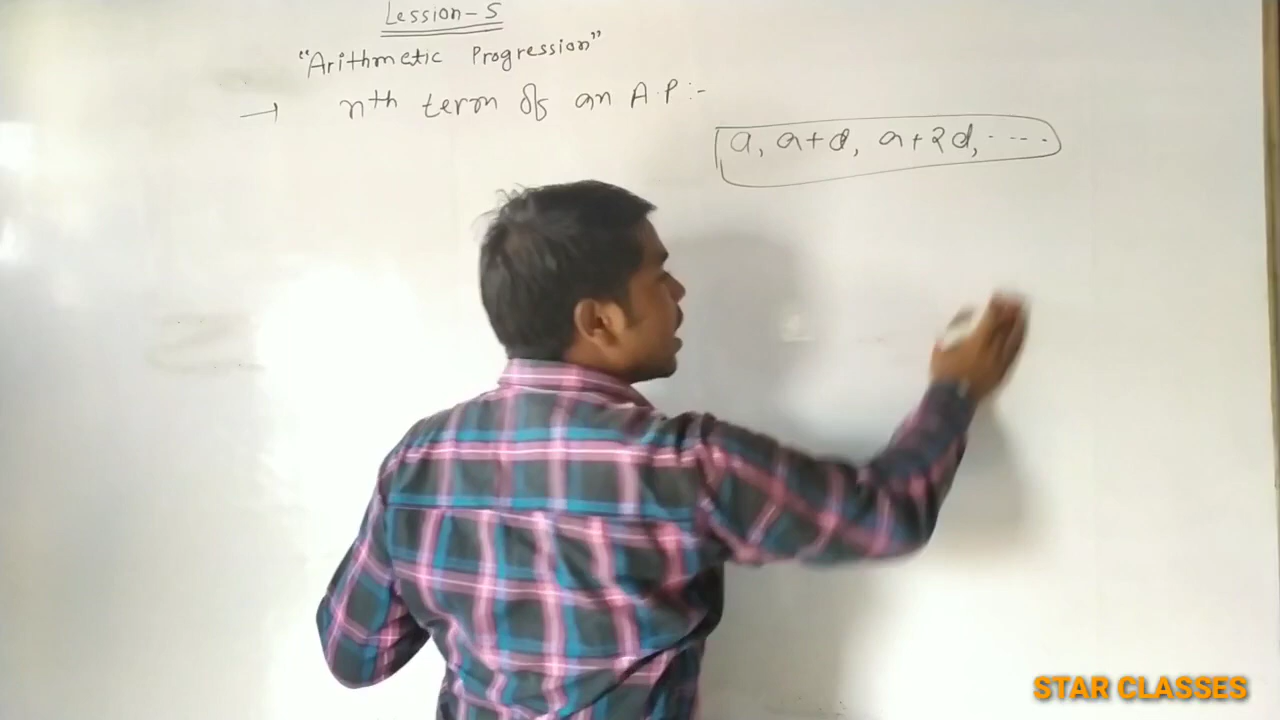 Lession-5
"Arithmetic Progression"
→ nth term of an A.P:-
a, a+d, a+2d, ....
STAR CLASSES